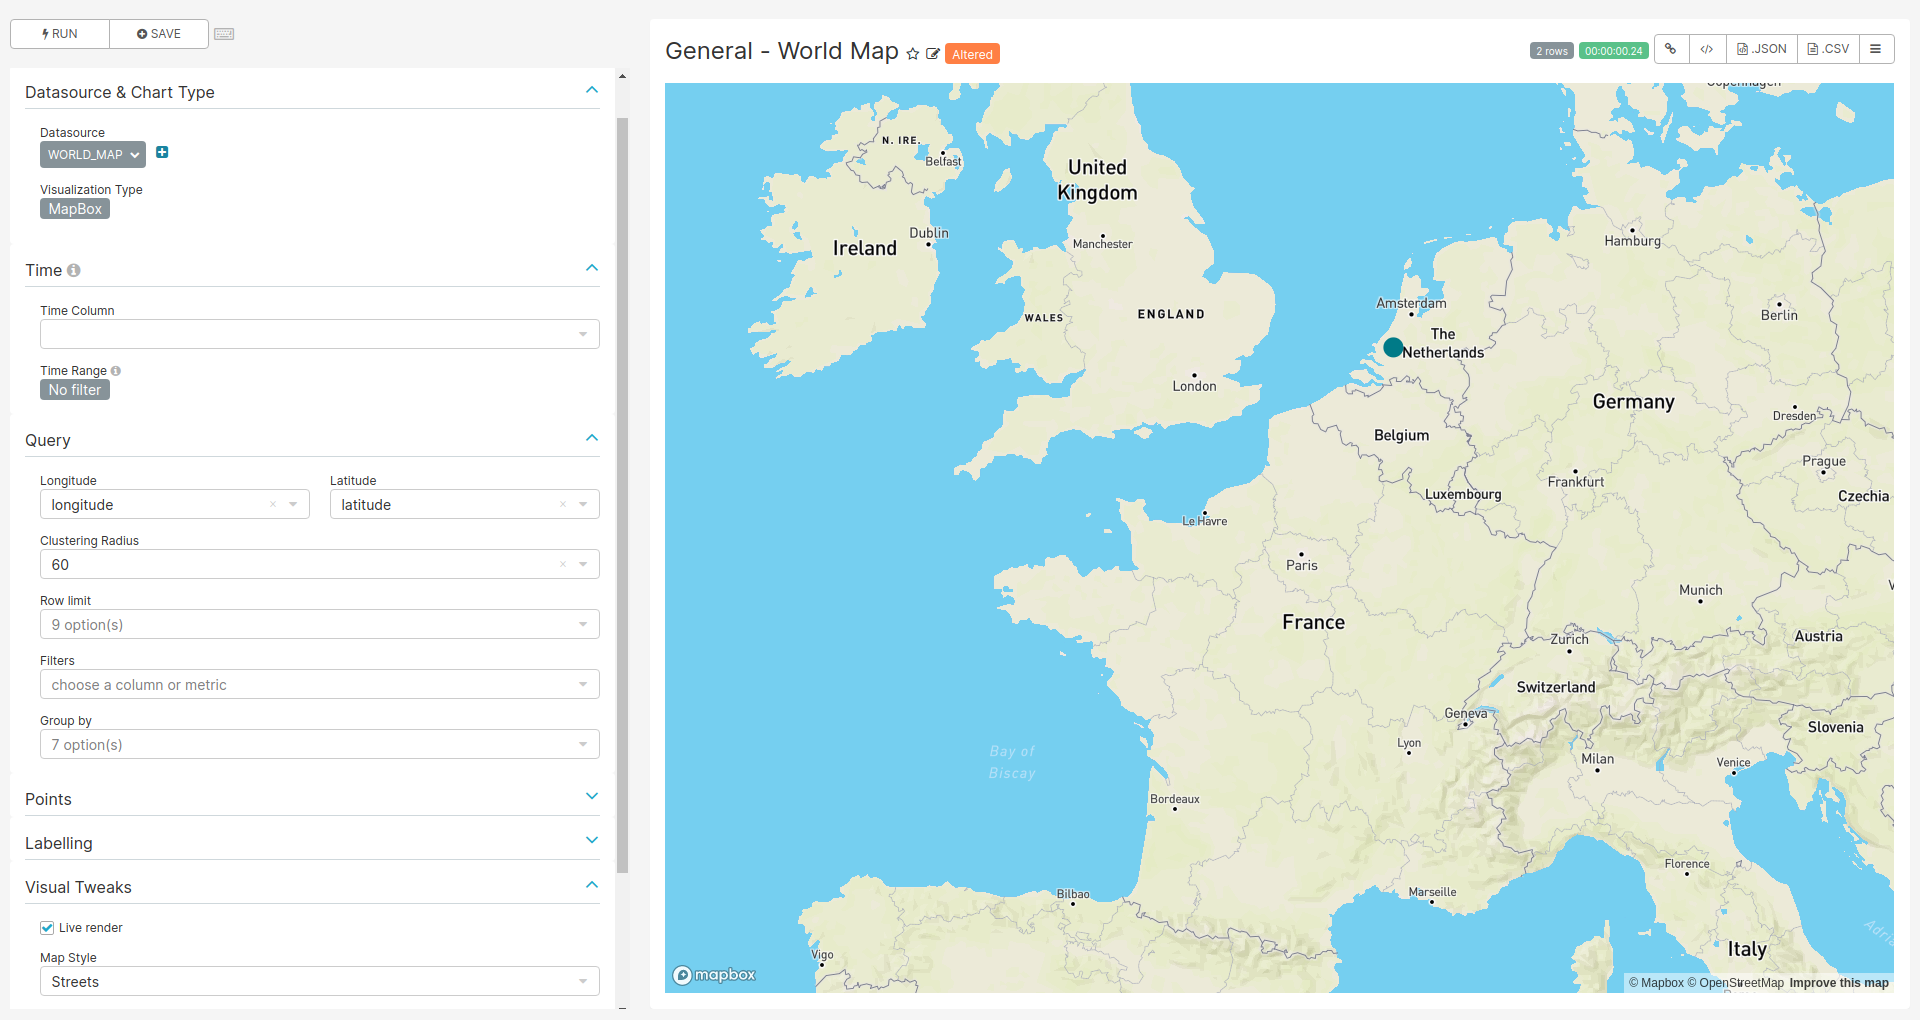 RUN
SAVE
Datasource & Chart Type
Datasource
WORLD_MAP
Visualization Type
MapBox
Time
Time Column
Time Range
No filter
Query
Longitude
Latitude
longitude
latitude
Clustering Radius
60
Row limit
9 option(s)
Filters
choose a column or metric
Group by
7 option(s)
Points
Labelling
Visual Tweaks
Live render
Map Style
Streets
General - World Map
Altered
2 rows
00:00:00.24
.JSON
.CSV
Copenhagen
N. IRE.
Belfast
United
Kingdom
Dublin
Ireland
Manchester
Hamburg
Amsterdam
Berlin
WALES
ENGLAND
The
Netherlands
London
Germany
Dresden
Belgium
Prague
Frankfurt
Luxembourg
Czechia
Le Havre
Paris
Munich
France
Zurich
Austria
Switzerland
Geneva
Slovenia
Lyon
Bay of
Biscay
Milan
Venice
Bordeaux
Florence
Marseille
Bilbao
Vigo
Italy
mapbox
© Mapbox © OpenStreetMap Improve this map